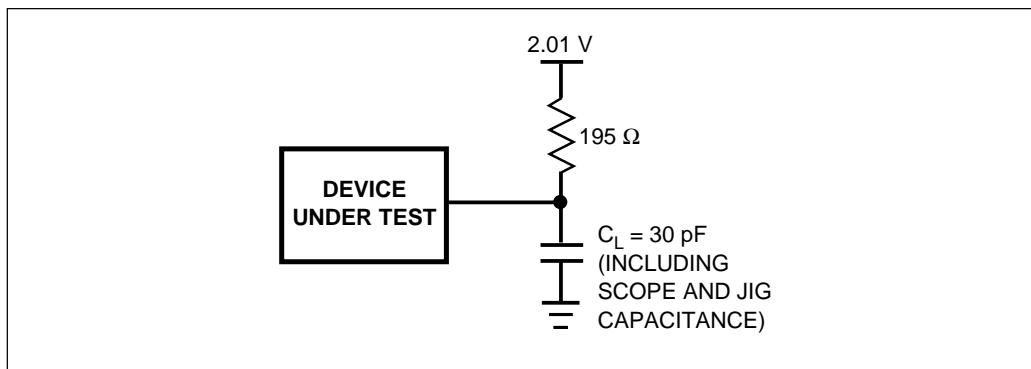 2.01 V
195 Ω
DEVICE
UNDER TEST
C_L = 30 pF
(INCLUDING
SCOPE AND JIG
CAPACITANCE)